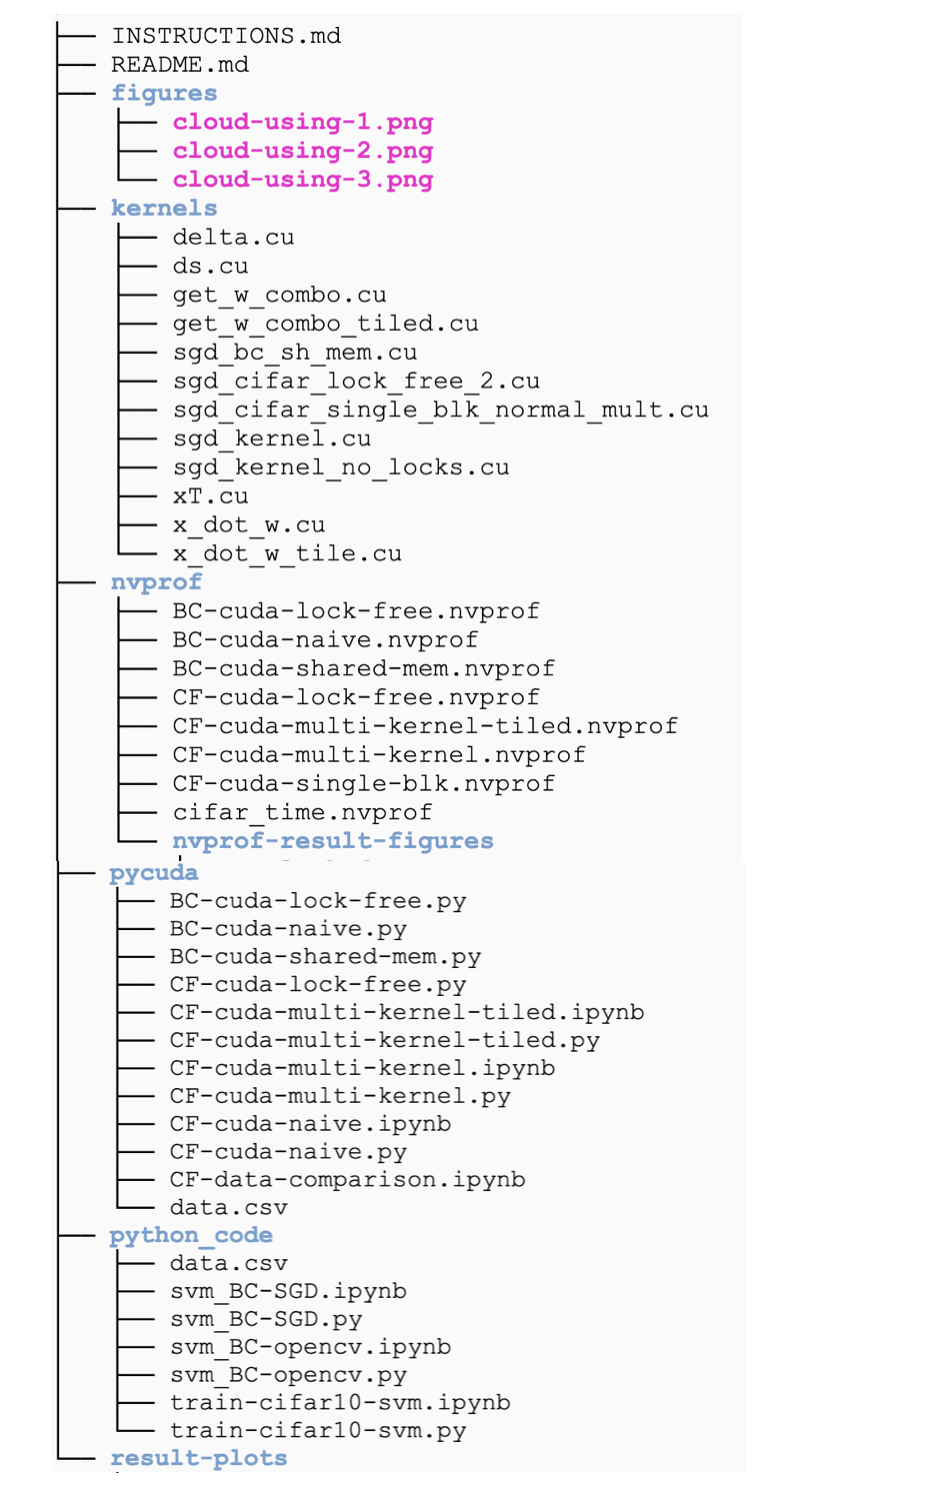 INSTRUCTIONS.md
README.md
figures
cloud-using-1.png
cloud-using-2.png
cloud-using-3.png
kernels
delta.cu
ds.cu
get_w_combo.cu
get_w_combo_tiled.cu
sgd_bc_sh_mem.cu
sgd_cifar_lock_free_2.cu
sgd_cifar_single_blk_normal_mult.cu
sgd_kernel.cu
sgd_kernel_no_locks.cu
xT.cu
x_dot_w.cu
x_dot_w_tile.cu
nvprof
BC-cuda-lock-free.nvprof
BC-cuda-naive.nvprof
BC-cuda-shared-mem.nvprof
CF-cuda-lock-free.nvprof
CF-cuda-multi-kernel-tiled.nvprof
CF-cuda-multi-kernel.nvprof
CF-cuda-single-blk.nvprof
cifar_time.nvprof
nvprof-result-figures
pycuda
BC-cuda-lock-free.py
BC-cuda-naive.py
BC-cuda-shared-mem.py
CF-cuda-lock-free.py
CF-cuda-multi-kernel-tiled.ipynb
CF-cuda-multi-kernel-tiled.py
CF-cuda-multi-kernel.ipynb
CF-cuda-multi-kernel.py
CF-cuda-naive.ipynb
CF-cuda-naive.py
CF-data-comparison.ipynb
data.csv
python_code
data.csv
svm_BC-SGD.ipynb
svm_BC-SGD.py
svm_BC-opencv.ipynb
svm_BC-opencv.py
train-cifar10-svm.ipynb
train-cifar10-svm.py
result-plots